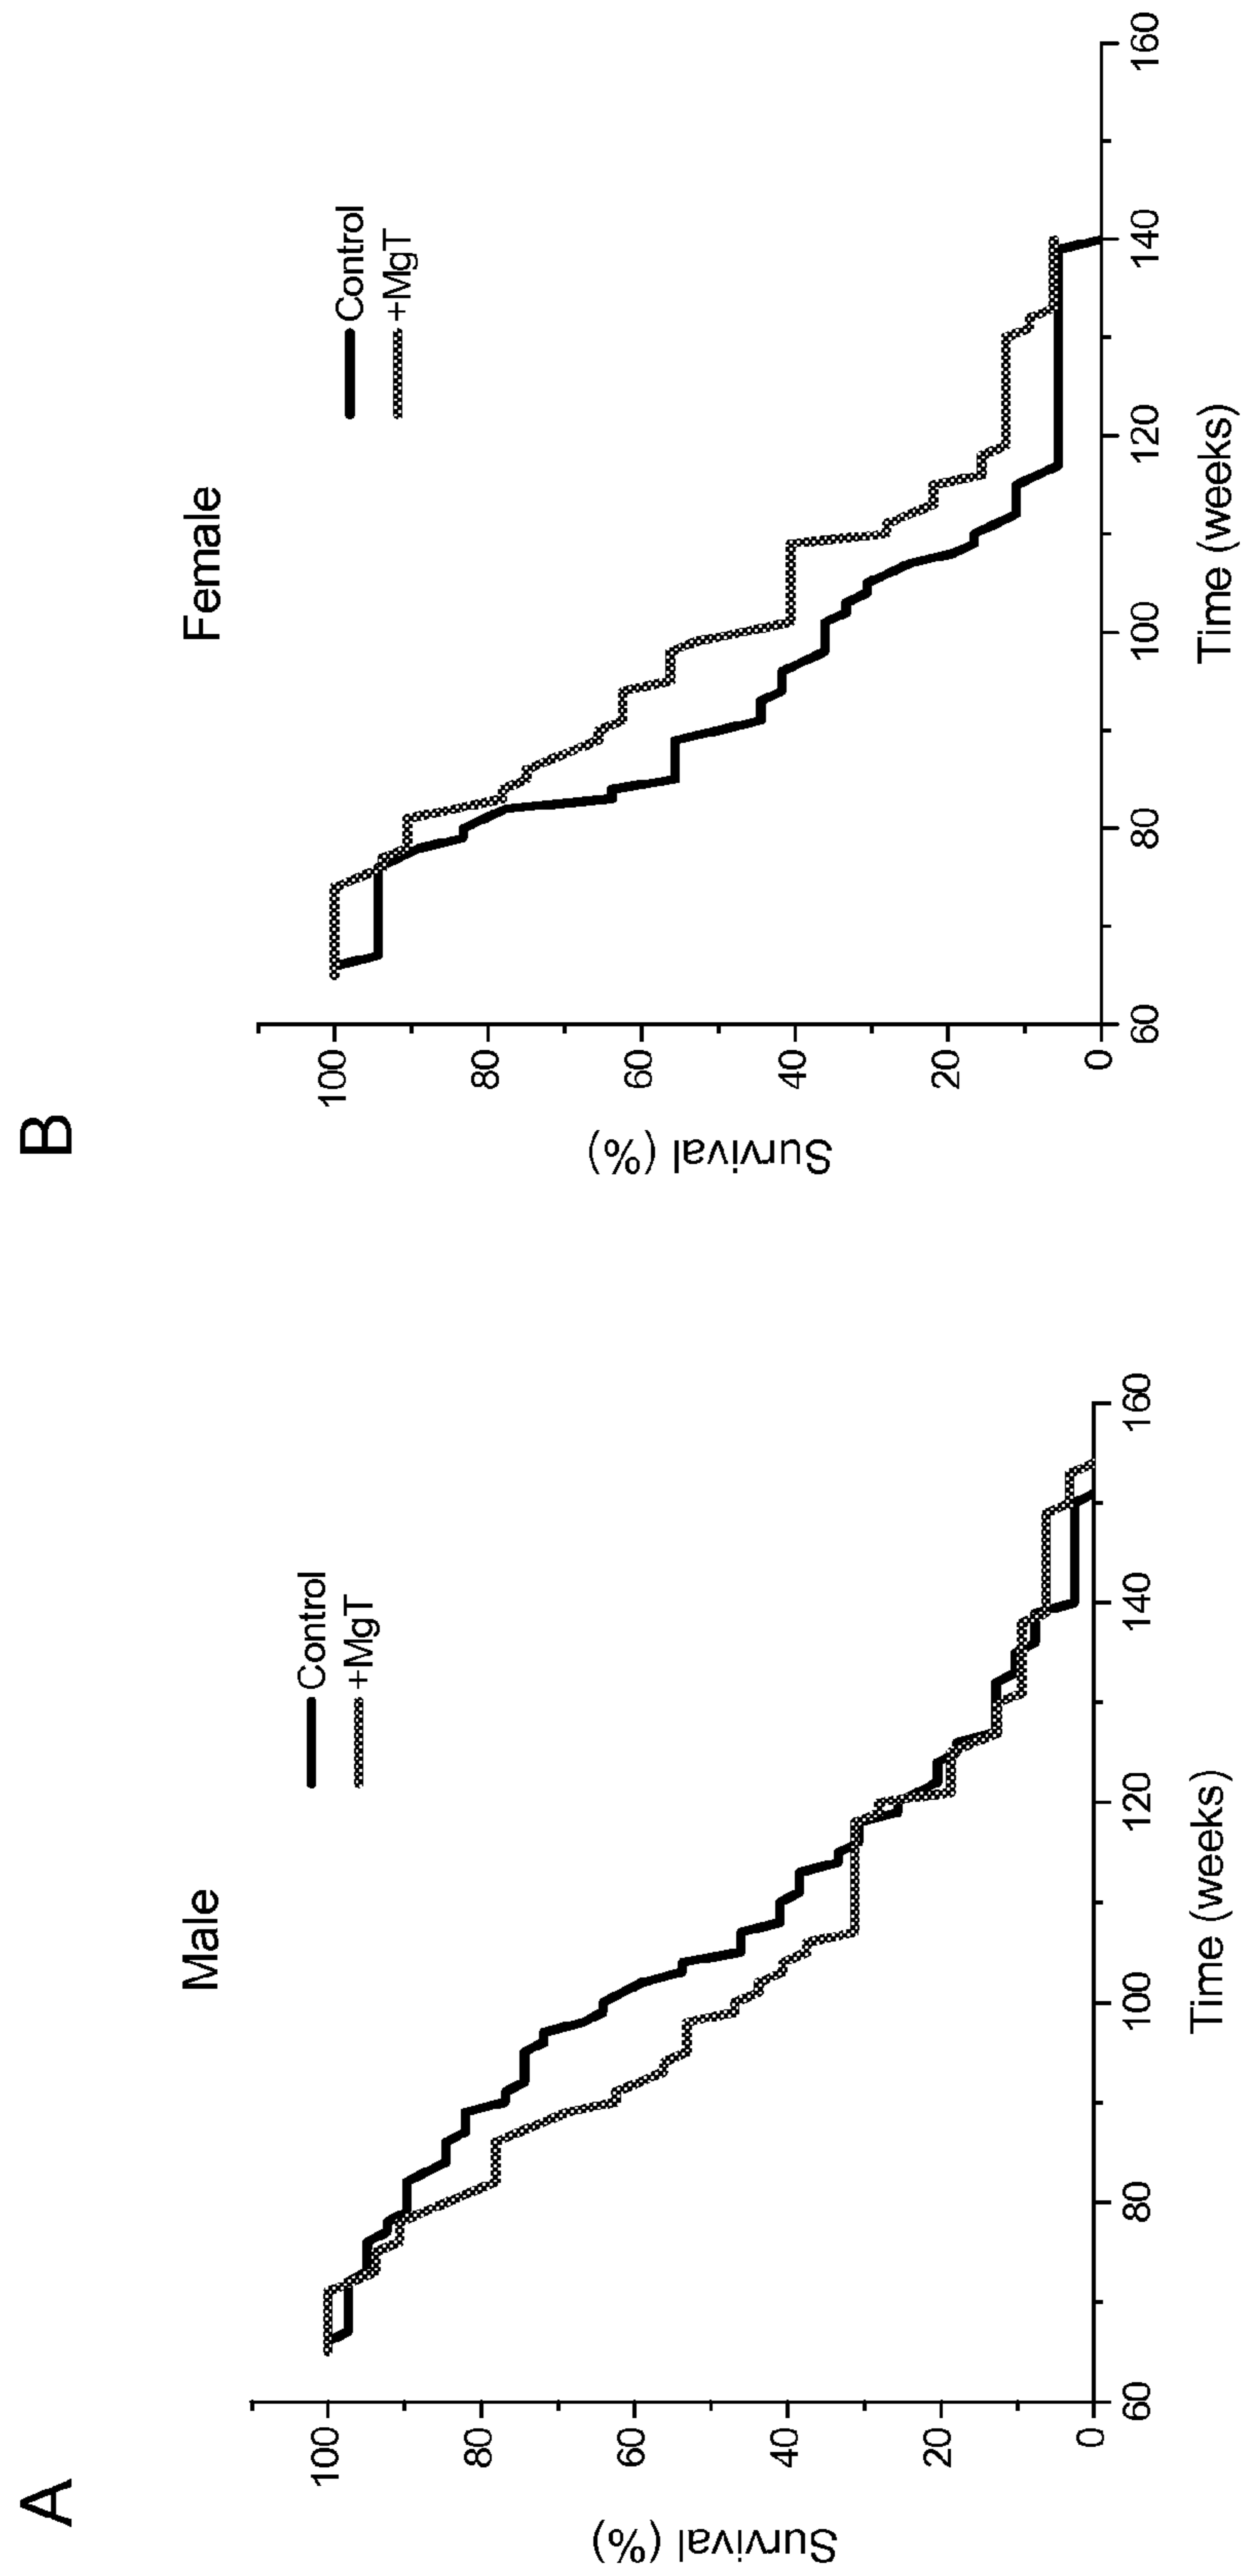 A
Male
Control
+MgT
Survival (%)
100
80
60
40
20
0
60 80 100 120 140 160
Time (weeks)
B
Female
Control
+MgT
Survival (%)
100
80
60
40
20
0
60 80 100 120 140 160
Time (weeks)